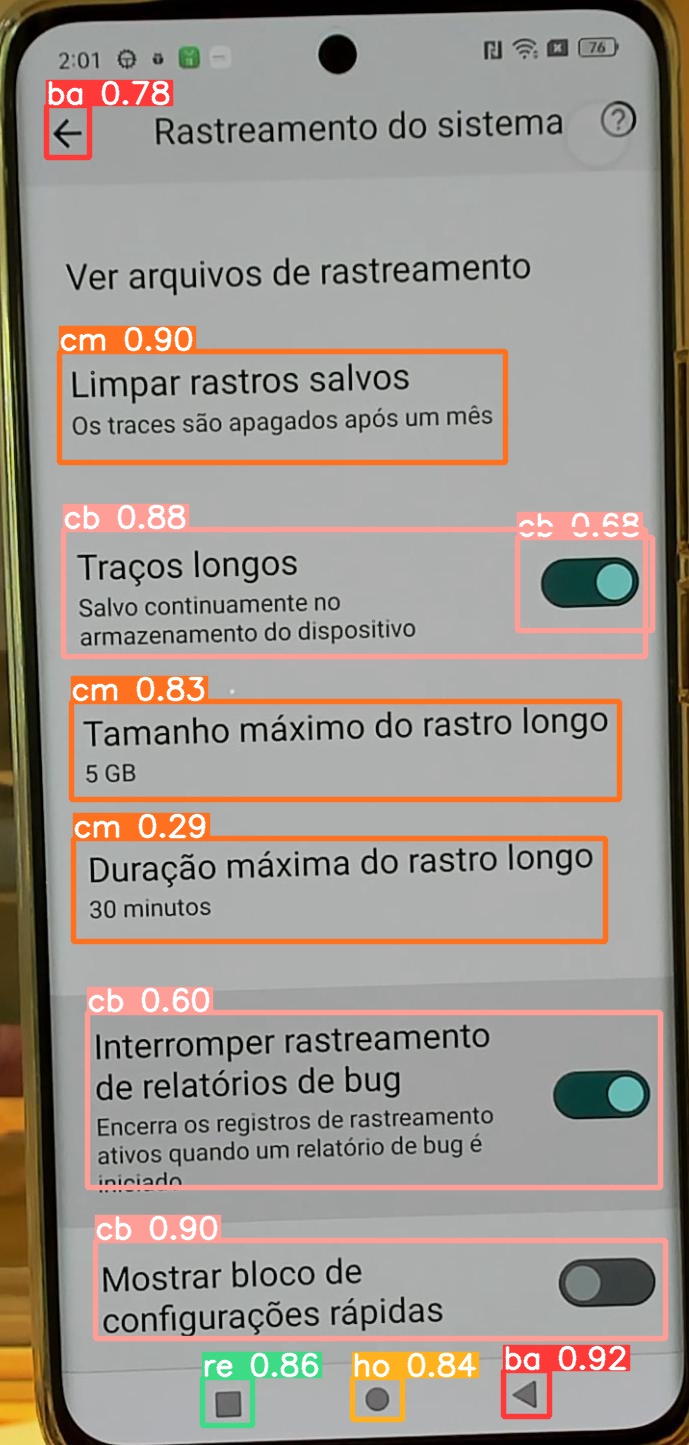 2:01
76
ba 0.78
Rastreamento do sistema
?
Ver arquivos de rastreamento
cm 0.90
Limpar rastros salvos
Os traces são apagados após um mês
cb 0.88
cb 0.68
Traços longos
Salvo continuamente no
armazenamento do dispositivo
cm 0.83
Tamanho máximo do rastro longo
5 GB
cm 0.29
Duração máxima do rastro longo
30 minutos
cb 0.60
Interromper rastreamento
de relatórios de bug
Encerra os registros de rastreamento
ativos quando um relatório de bug é
iniciado
cb 0.90
Mostrar bloco de
configurações rápidas
re 0.86
ho 0.84
ba 0.92